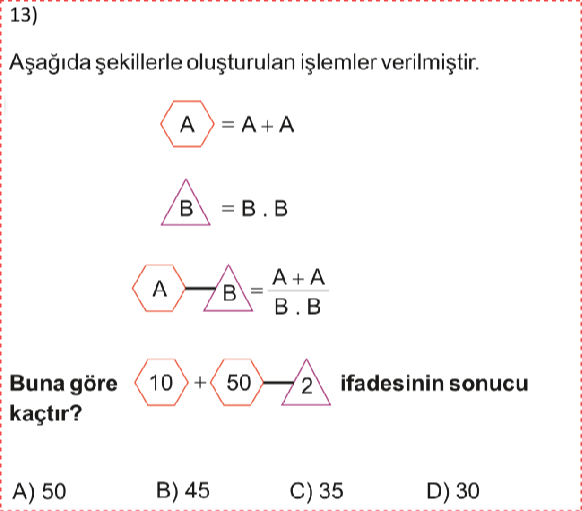 13)
Aşağıda şekillerle oluşturulan işlemler verilmiştir.
A = A + A
B = B . B
A B = A + A
B . B
Buna göre 10 + 50 2 ifadesinin sonucu
kaçtır?
A) 50 B) 45 C) 35 D) 30